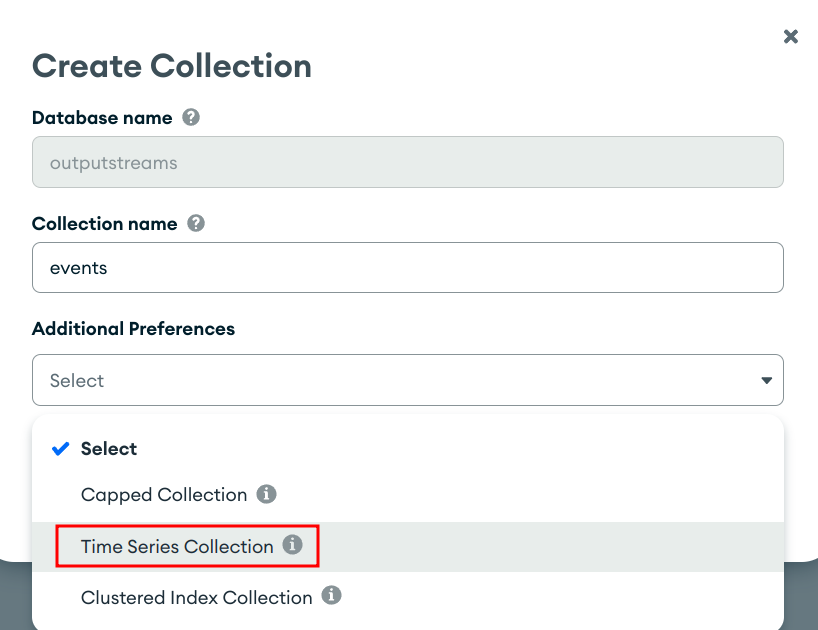 Create Collection
Database name
outputstreams
Collection name
events
Additional Preferences
Select
Select
Capped Collection
Time Series Collection
Clustered Index Collection